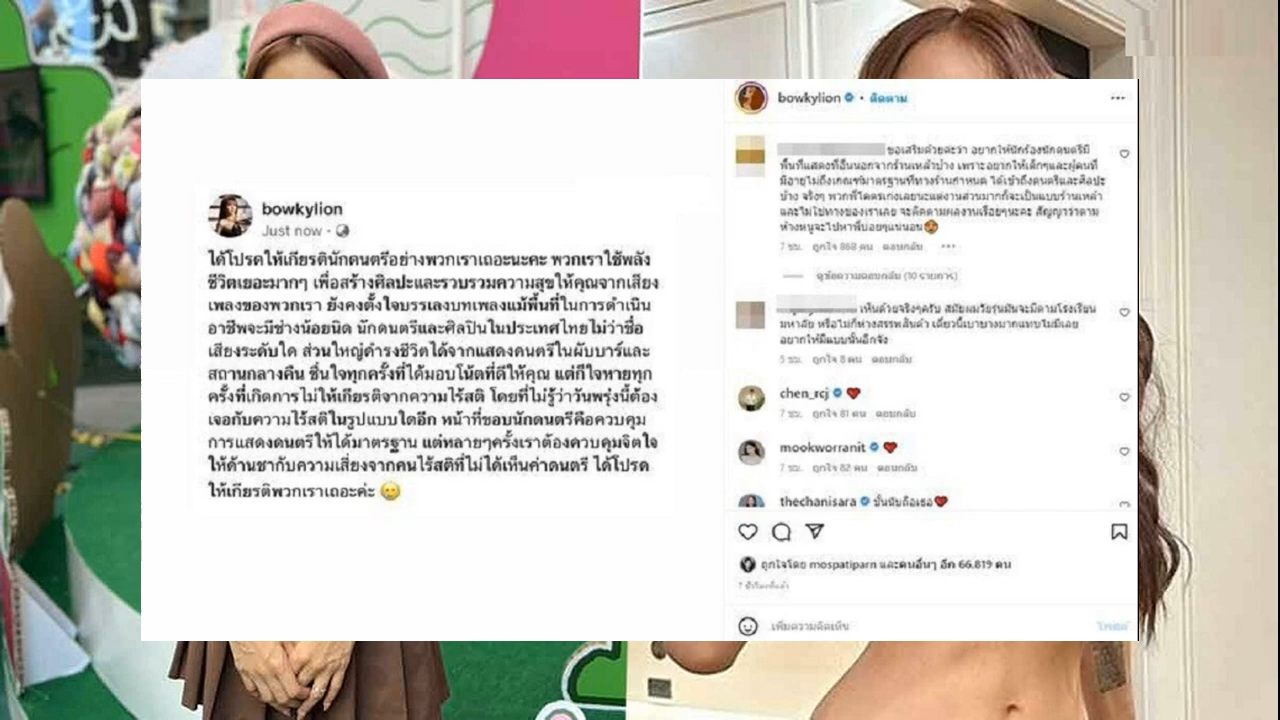 bowkylion
Just now
ได้โปรดให้เกียรตินักดนตรีอย่างพวกเราเถอะนะคะ พวกเราใช้พลัง
ชีวิตเยอะมากๆ เพื่อสร้างศิลปะและรวบรวมความสุขให้คุณจากเสียง
เพลงของพวกเรา ยังคงตั้งใจบรรเลงบทเพลงแม้พื้นที่ในการดำเนิน
อาชีพจะมีช่างน้อยนิด นักดนตรีและศิลปินในประเทศไทยไม่ว่าชื่อ
เสียงระดับใด ส่วนใหญ่ดำรงชีวิตได้จากแสดงดนตรีในผับบาร์และ
สถานกลางคืน ชื่นใจทุกครั้งที่ได้มอบโน้ตที่ดีให้คุณ แต่ก็ใจหายทุก
ครั้งที่เกิดการไม่ให้เกียรติจากความไร้สติ โดยที่ไม่รู้ว่าวันพรุ่งนี้ต้อง
เจอกับความไร้สติในรูปแบบใดอีก หน้าที่ของนักดนตรีคือควบคุม
การแสดงดนตรีให้ได้มาตรฐาน แต่หลายๆครั้งเราต้องควบคุมจิตใจ
ให้ด้านชากับความเสี่ยงจากคนไร้สติที่ไม่ได้เห็นค่าดนตรี ได้โปรด
ให้เกียรติพวกเราเถอะค่ะ
bowkylion • ติดตาม
ขอเสริมด้วยค่ะว่า อยากให้นักร้องนักดนตรีมี
พื้นที่แสดงที่อื่นนอกจากร้านเหล้าบ้าง เพราะอยากให้เด็กๆและผู้คนที่
มีอายุไม่ถึงเกณฑ์มาตรฐานที่ทางร้านกำหนด ได้เข้าถึงดนตรีและศิลปะ
บ้าง จริงๆ พวกพี่โคตรเก่งเลยนะแต่งานส่วนมากก็จะเป็นแบบร้านเหล้า
และไม่ใช่ทางของเราเลย จะติดตามผลงานเรื่อยๆนะคะ สัญญาว่าตาม
ห้างหนูจะไปหาพี่บ่อยๆแน่นอน
7 ชม. ถูกใจ 868 คน ตอบกลับ
ดูข้อความตอบกลับ (10 รายการ)
เห็นด้วยจริงๆครับ สมัยผมวัยรุ่นมันจะมีตามโรงเรียน
มหาลัย หรือไม่ก็ห้างสรรพสินค้า เดี๋ยวนี้เบาบางมากแทบไม่มีเลย
อยากให้มีแบบนั้นอีกจัง
5 ชม. ถูกใจ 8 คน ตอบกลับ
chen_rcj
7 ชม. ถูกใจ 81 คน ตอบกลับ
mookworranit
7 ชม. ถูกใจ 82 คน ตอบกลับ
thechanisara ชั้นนับถือเธอ
ถูกใจโดย mospatiparn และคนอื่นๆ อีก 66,819 คน
7 ชั่วโมงที่แล้ว
เพิ่มความคิดเห็น
โพสต์